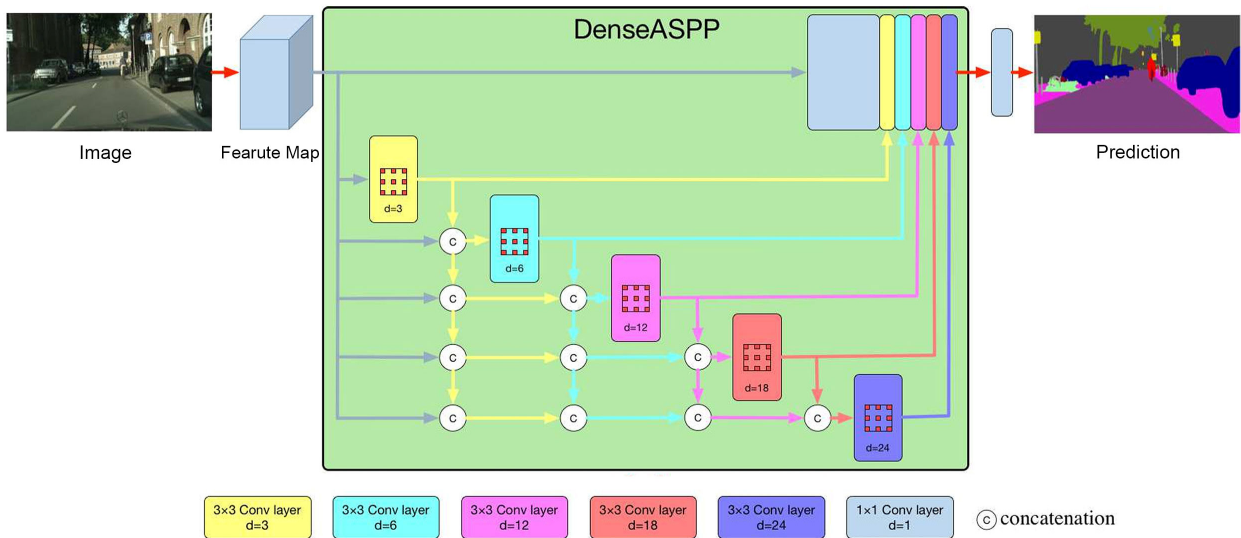 DenseASPP
Image
Fearute Map
Prediction
d=3
C
d=6
C
C
d=12
C
C
C
d=18
C
C
C
C
d=24
3×3 Conv layer
d=3
3×3 Conv layer
d=6
3×3 Conv layer
d=12
3×3 Conv layer
d=18
3×3 Conv layer
d=24
1×1 Conv layer
d=1
C concatenation